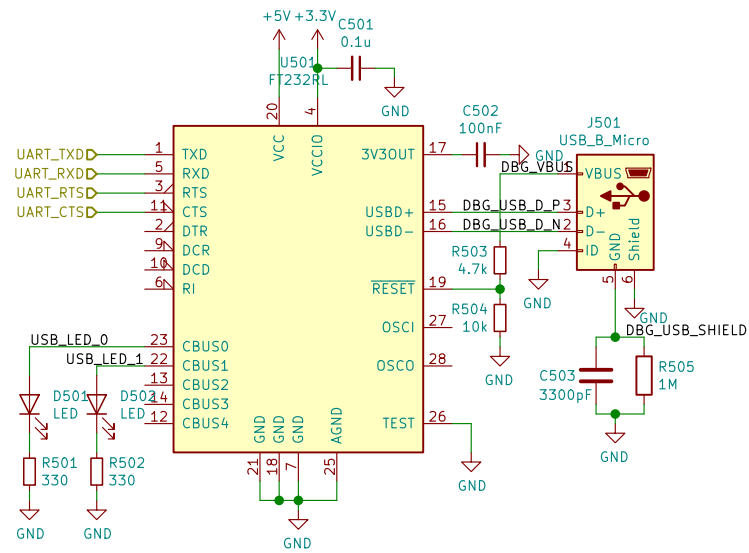 +5V
+3.3V
C501
0.1u
GND
U501
FT232RL
20
4
VCC
VCCIO
UART_TXD
UART_RXD
UART_RTS
UART_CTS
1
5
3
11
2
9
10
6
TXD
RXD
RTS
CTS
DTR
DCR
DCD
RI
23
22
13
14
12
CBUS0
CBUS1
CBUS2
CBUS3
CBUS4
3V3OUT
USBD+
USBD-
RESET
OSCI
OSCO
TEST
17
15
16
19
27
28
26
GND
GND
GND
AGND
21
18
7
25
GND
USB_LED_0
USB_LED_1
D501
LED
D502
LED
R501
330
R502
330
GND
GND
C502
100nF
GND
DBG_VBUS
DBG_USB_D_P
DBG_USB_D_N
R503
4.7k
R504
10k
GND
GND
J501
USB_B_Micro
1
3
2
4
VBUS
D+
D-
ID
GND
Shield
5
6
GND
GND
DBG_USB_SHIELD
C503
3300pF
R505
1M
GND